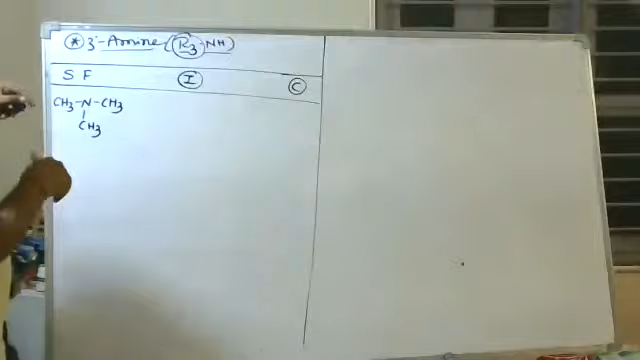 * 3°-Amine (R3-NH)
S F I C
CH3-N-CH3
|
CH3